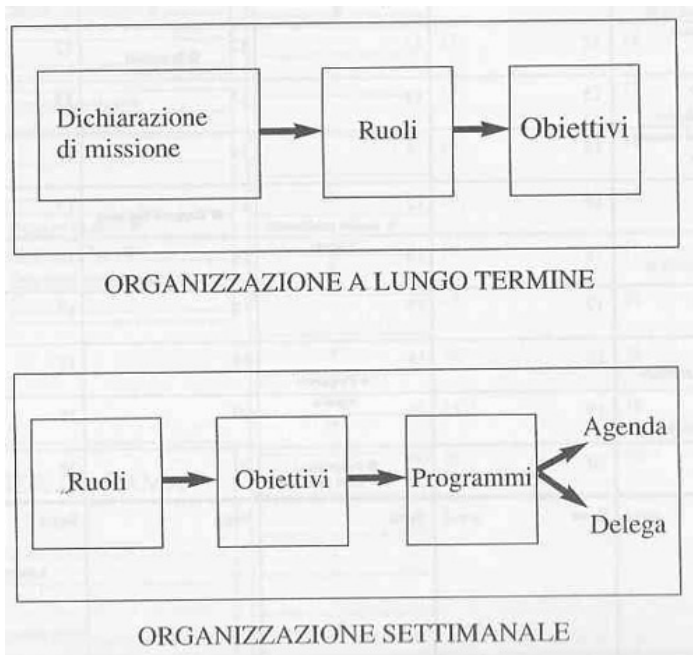 Dichiarazione
di missione
Ruoli
Obiettivi
ORGANIZZAZIONE A LUNGO TERMINE
Ruoli
Obiettivi
Programmi
Agenda
Delega
ORGANIZZAZIONE SETTIMANALE